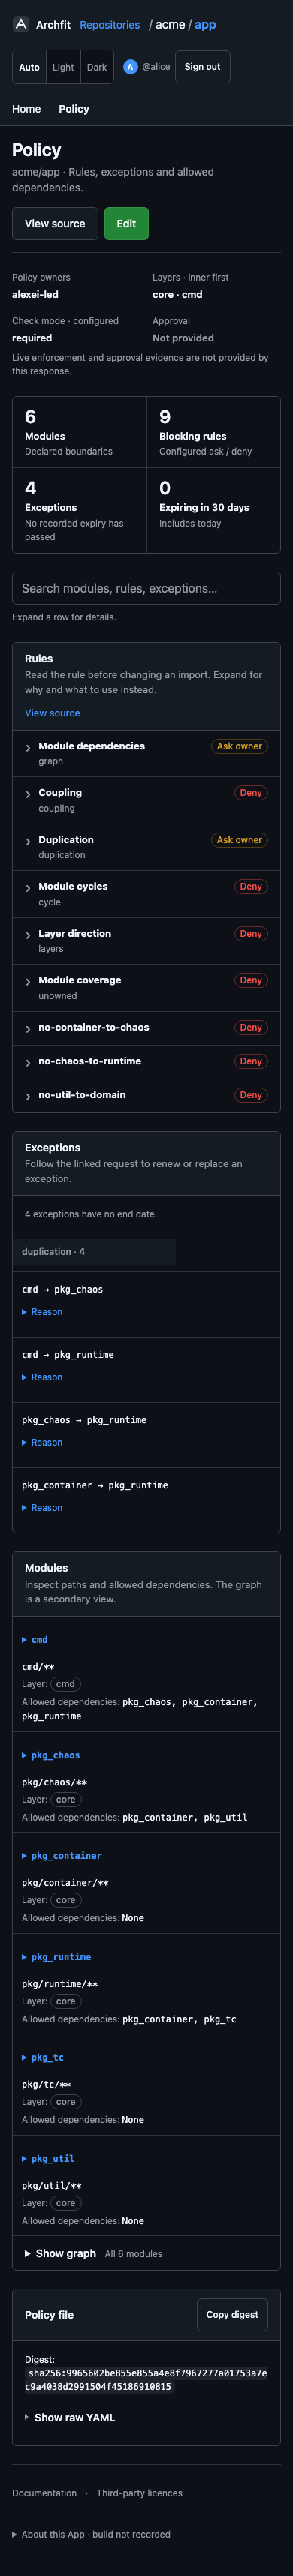 Archfit Repositories / acme / app
Auto Light Dark A @alice Sign out
Home Policy
Policy
acme/app · Rules, exceptions and allowed
dependencies.
View source Edit
Policy owners Layers · inner first
alexei-led core · cmd
Check mode · configured Approval
required Not provided
Live enforcement and approval evidence are not provided by
this response.
6 9
Modules Blocking rules
Declared boundaries Configured ask / deny
4 0
Exceptions Expiring in 30 days
No recorded expiry has Includes today
passed
Search modules, rules, exceptions...
Expand a row for details.
Rules
Read the rule before changing an import. Expand for
why and what to use instead.
View source
Module dependencies Ask owner
graph
Coupling Deny
coupling
Duplication Ask owner
duplication
Module cycles Deny
cycle
Layer direction Deny
layers
Module coverage Deny
unowned
no-container-to-chaos Deny
no-chaos-to-runtime Deny
no-util-to-domain Deny
Exceptions
Follow the linked request to renew or replace an
exception.
4 exceptions have no end date.
duplication · 4
cmd → pkg_chaos
Reason
cmd → pkg_runtime
Reason
pkg_chaos → pkg_runtime
Reason
pkg_container → pkg_runtime
Reason
Modules
Inspect paths and allowed dependencies. The graph
is a secondary view.
cmd
cmd/**
Layer: cmd
Allowed dependencies: pkg_chaos, pkg_container,
pkg_runtime
pkg_chaos
pkg/chaos/**
Layer: core
Allowed dependencies: pkg_container, pkg_util
pkg_container
pkg/container/**
Layer: core
Allowed dependencies: None
pkg_runtime
pkg/runtime/**
Layer: core
Allowed dependencies: pkg_container, pkg_tc
pkg_tc
pkg/tc/**
Layer: core
Allowed dependencies: None
pkg_util
pkg/util/**
Layer: core
Allowed dependencies: None
Show graph All 6 modules
Policy file Copy digest
Digest:
sha256:9965602be855e855a4e8f7967277a01753a7e
c9a4038d2991504f45186910815
Show raw YAML
Documentation · Third-party licences
About this App · build not recorded